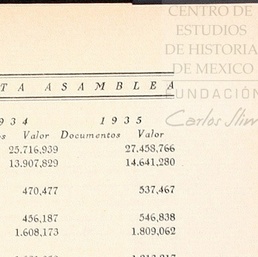 CENTRO DE
ESTUDIOS
DE HISTORIA
DE MEXICO
FUNDACIÓN
Carlos Slim
TA ASAMBLEA
934 1935
os Valor Documentos Valor
25.716,939 27.458,766
13.907,829 14.641,280
470,477 537,467
456,187 546,838
1.608,173 1.809,062